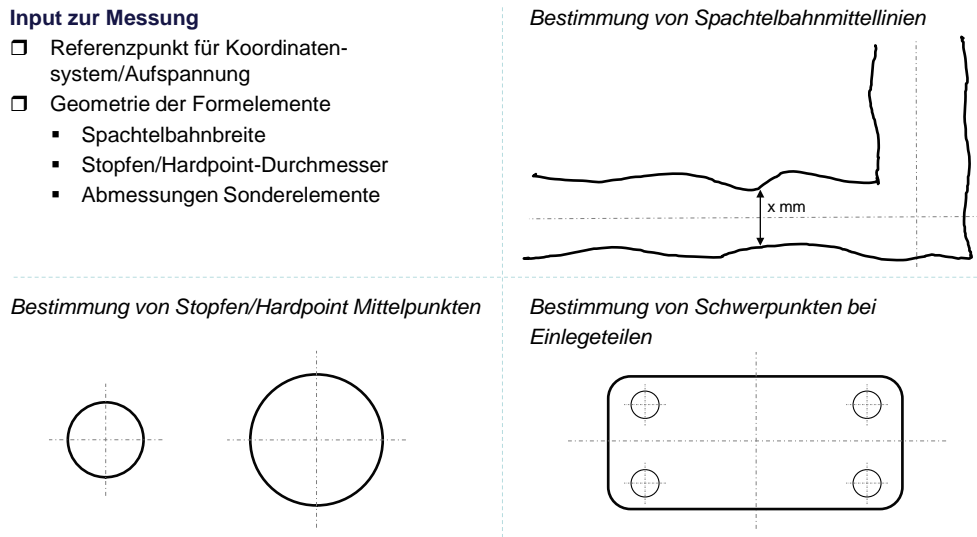 Input zur Messung
❒ Referenzpunkt für Koordinaten-
system/Aufspannung
❒ Geometrie der Formelemente
▪ Spachtelbahnbreite
▪ Stopfen/Hardpoint-Durchmesser
▪ Abmessungen Sonderelemente
Bestimmung von Spachtelbahnmittellinien
x mm
Bestimmung von Stopfen/Hardpoint Mittelpunkten
Bestimmung von Schwerpunkten bei
Einlegeteilen